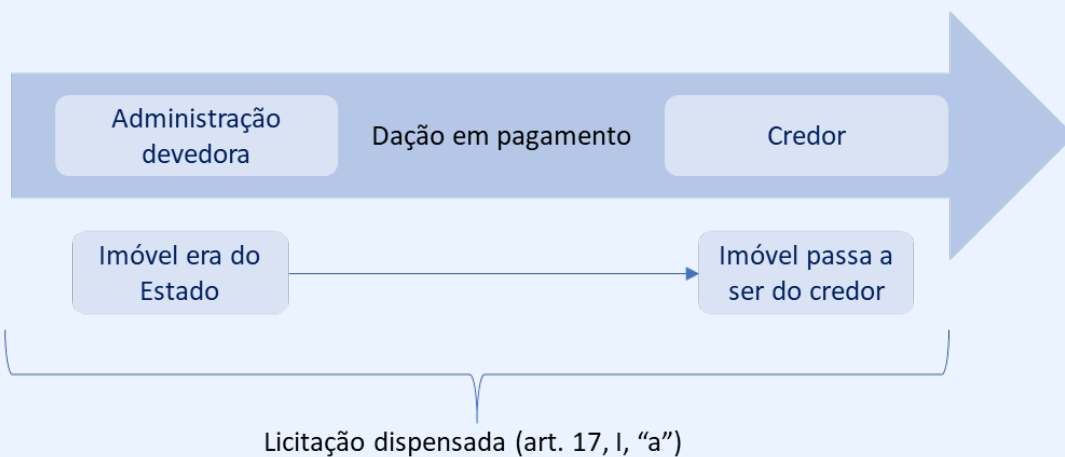 Administração
devedora
Dação em pagamento
Credor
Imóvel era do
Estado
Imóvel passa a
ser do credor
Licitação dispensada (art. 17, I, “a”)